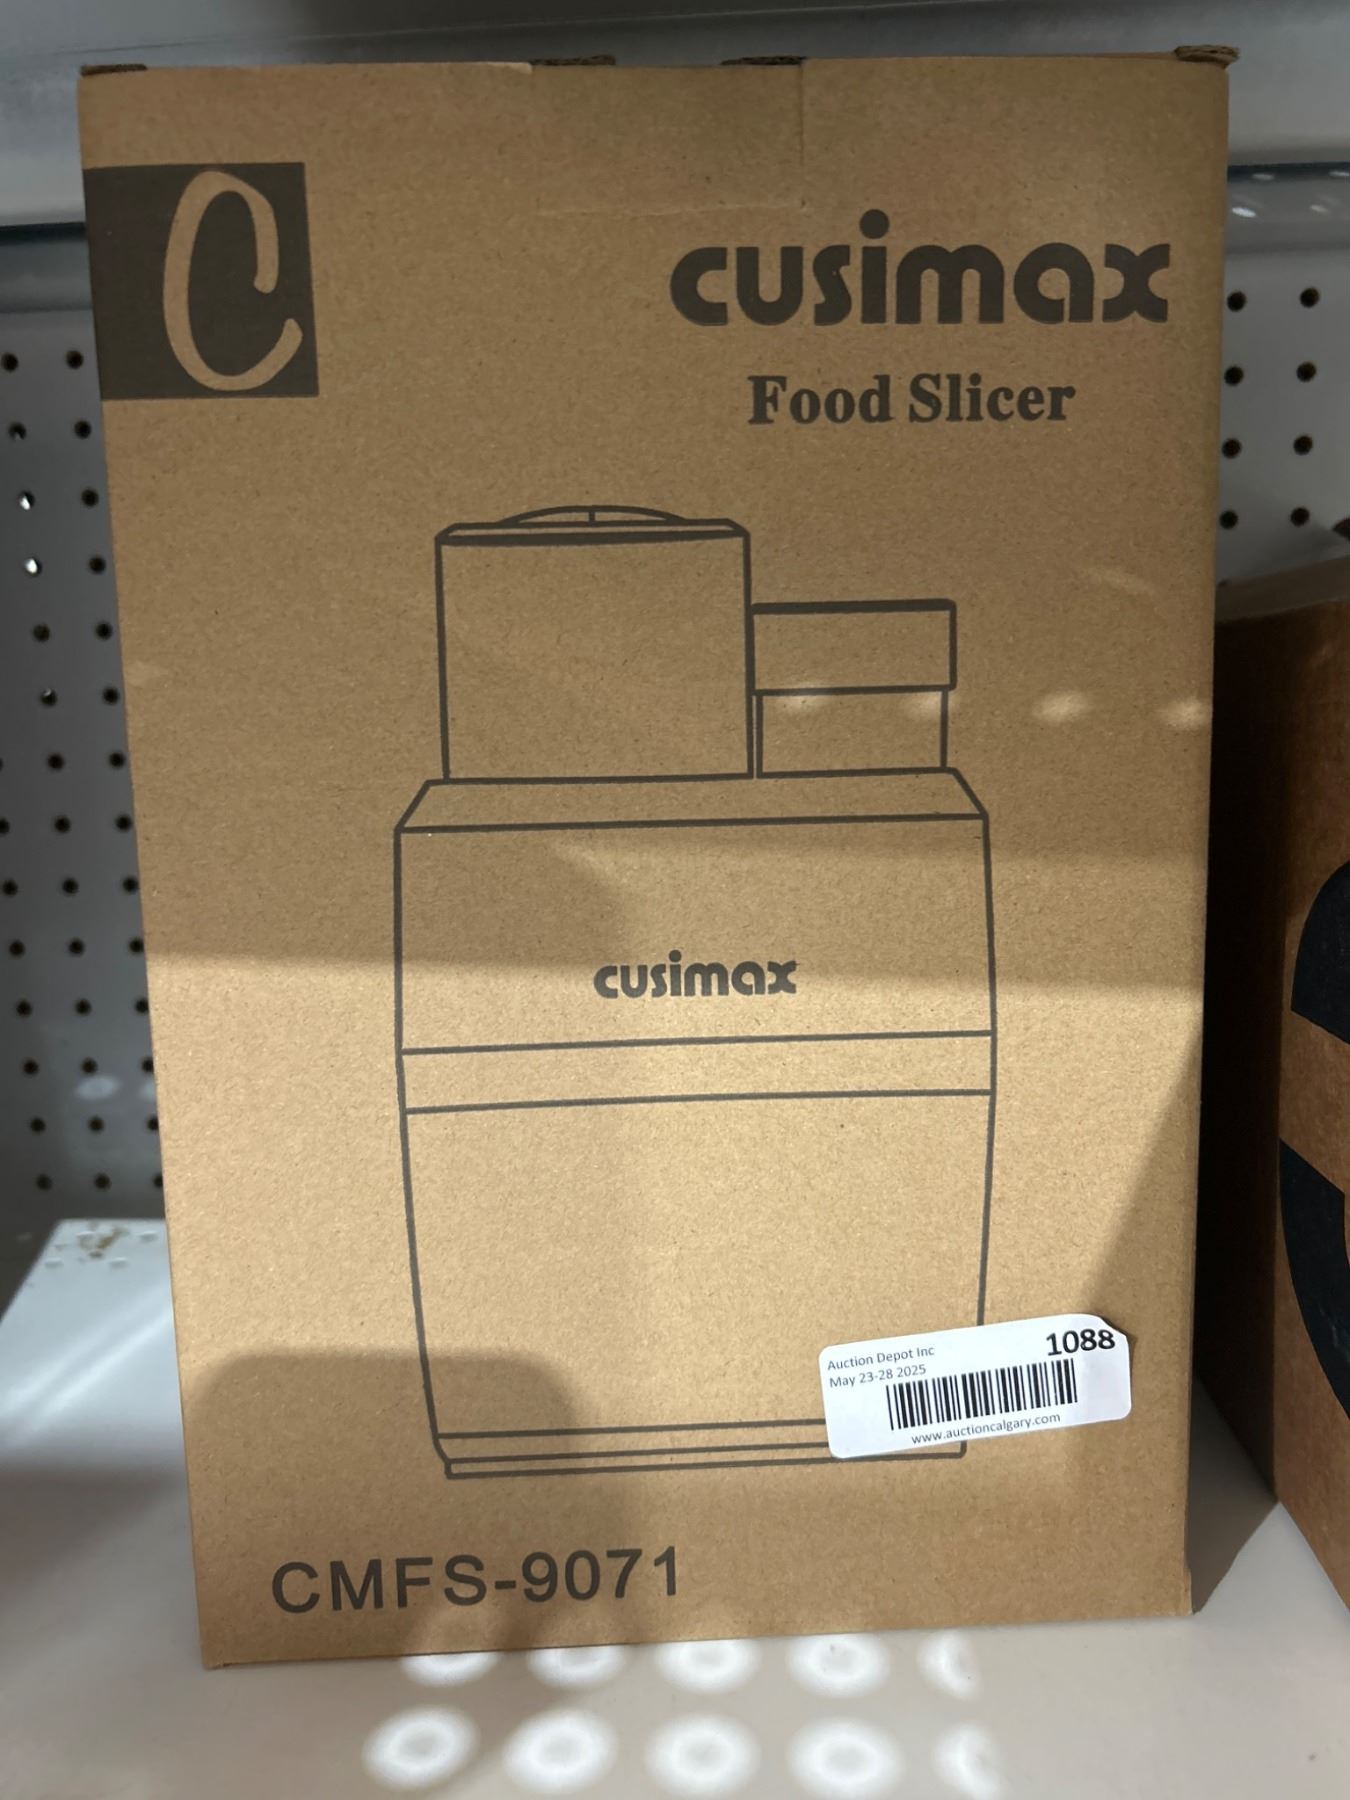 C
cusimax
Food Slicer
cusimax
Auction Depot Inc
1088
May 23-28 2025
www.auctioncalgary.com
CMFS-9071